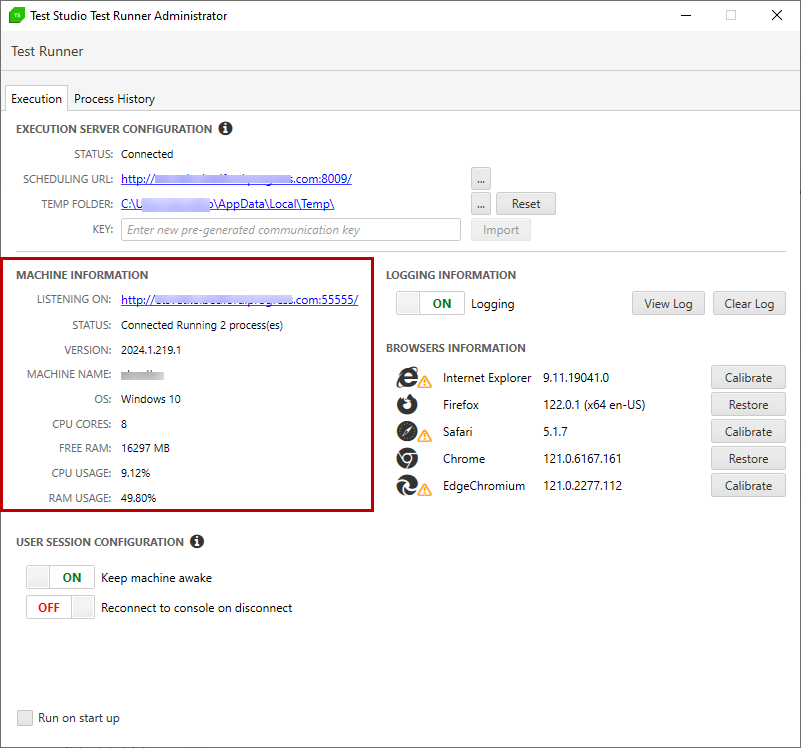 TS Test Studio Test Runner Administrator
Test Runner
Execution Process History
EXECUTION SERVER CONFIGURATION
STATUS: Connected
SCHEDULING URL: http:// .com:8009/ ...
TEMP FOLDER: C:\U \AppData\Local\Temp\ ... Reset
KEY: Enter new pre-generated communication key Import
MACHINE INFORMATION
LISTENING ON: http:// .com:55555/
STATUS: Connected Running 2 process(es)
VERSION: 2024.1.219.1
MACHINE NAME:
OS: Windows 10
CPU CORES: 8
FREE RAM: 16297 MB
CPU USAGE: 9.12%
RAM USAGE: 49.80%
LOGGING INFORMATION
ON Logging View Log Clear Log
BROWSERS INFORMATION
Internet Explorer 9.11.19041.0 Calibrate
Firefox 122.0.1 (x64 en-US) Restore
Safari 5.1.7 Calibrate
Chrome 121.0.6167.161 Restore
EdgeChromium 121.0.2277.112 Calibrate
USER SESSION CONFIGURATION
ON Keep machine awake
OFF Reconnect to console on disconnect
Run on start up